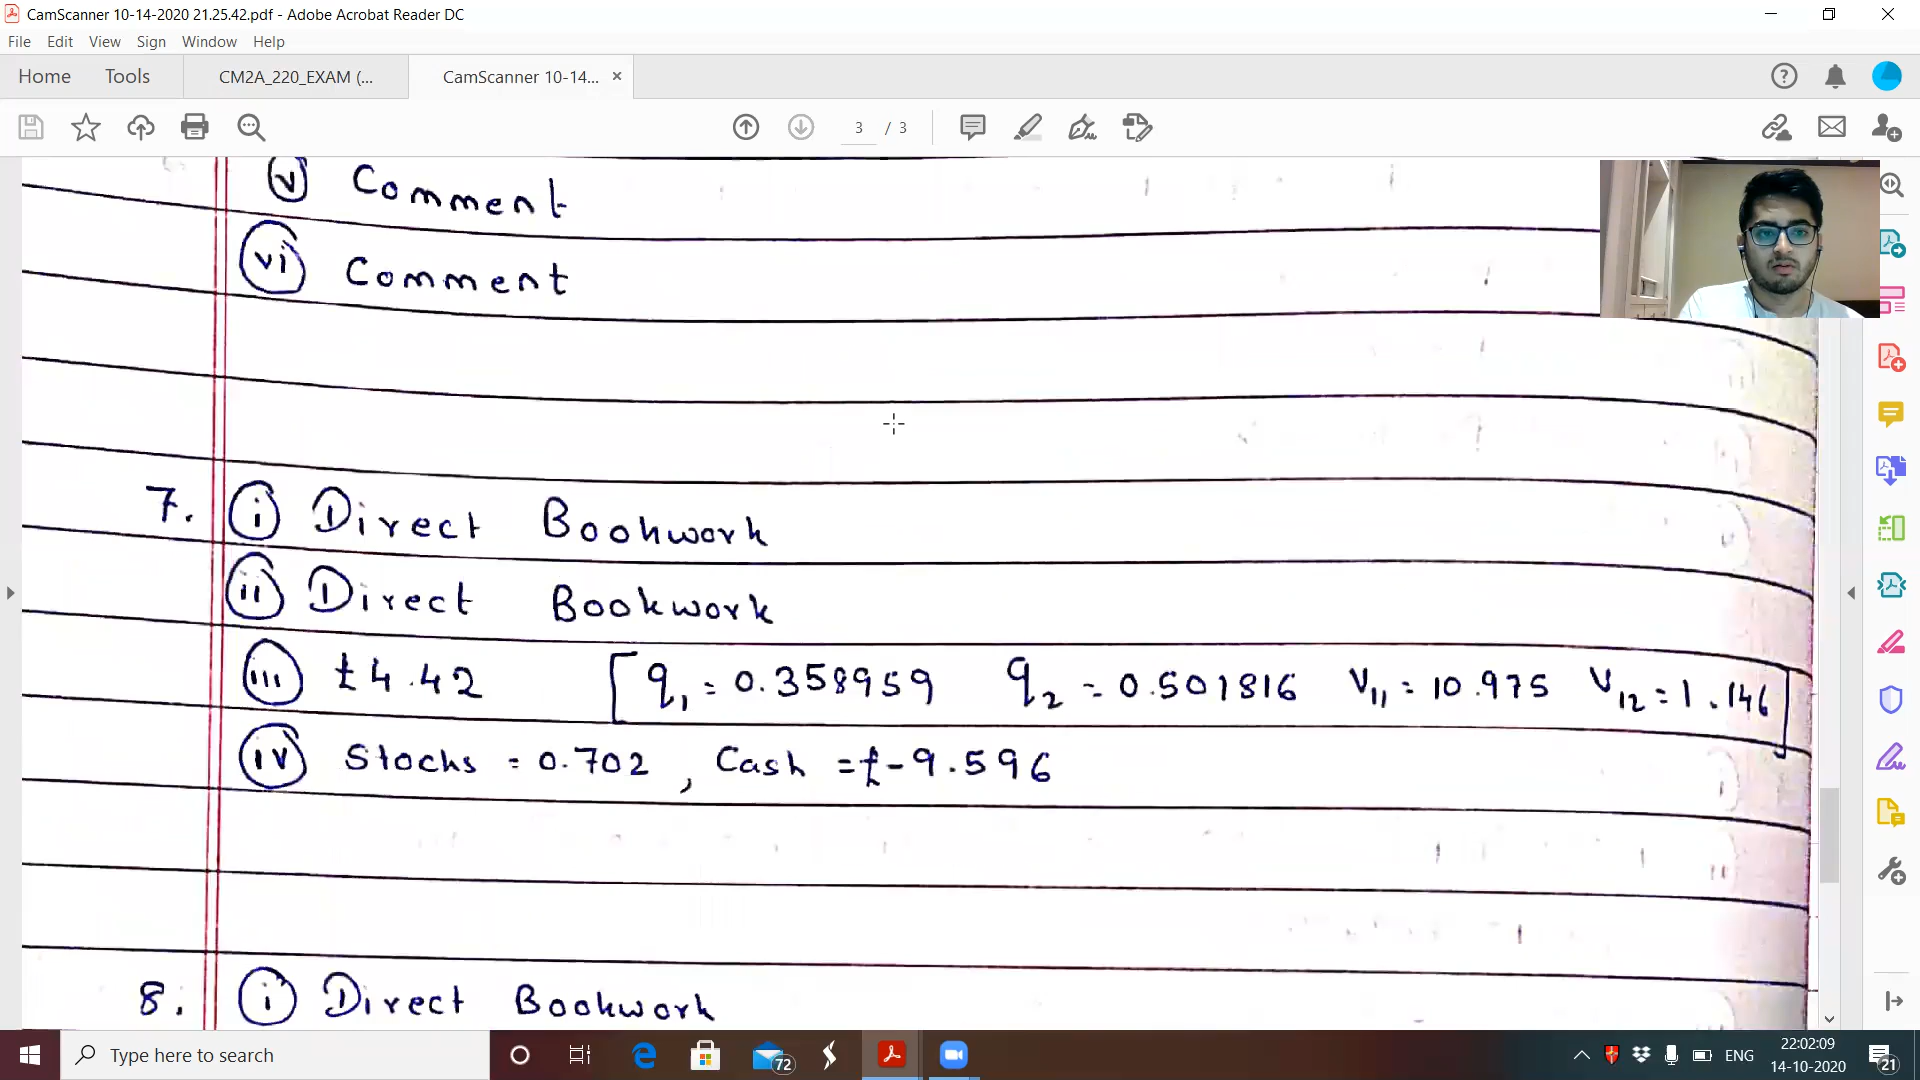 CamScanner 10-14-2020 21.25.42.pdf - Adobe Acrobat Reader DC
File Edit View Sign Window Help
Home Tools CM2A_220_EXAM (... CamScanner 10-14... ×
3 / 3
v Comment
vi Comment
7. i Direct Bookwork
ii Direct Bookwork
iii £4.42 [q₁ = 0.358959 q₂ = 0.501816 V₁₁ = 10.975 V₁₂ = 1.146]
iv Stocks = 0.702, Cash = £-9.596
8. i Direct Bookwork
Type here to search
72
ENG
22:02:09
14-10-2020
21